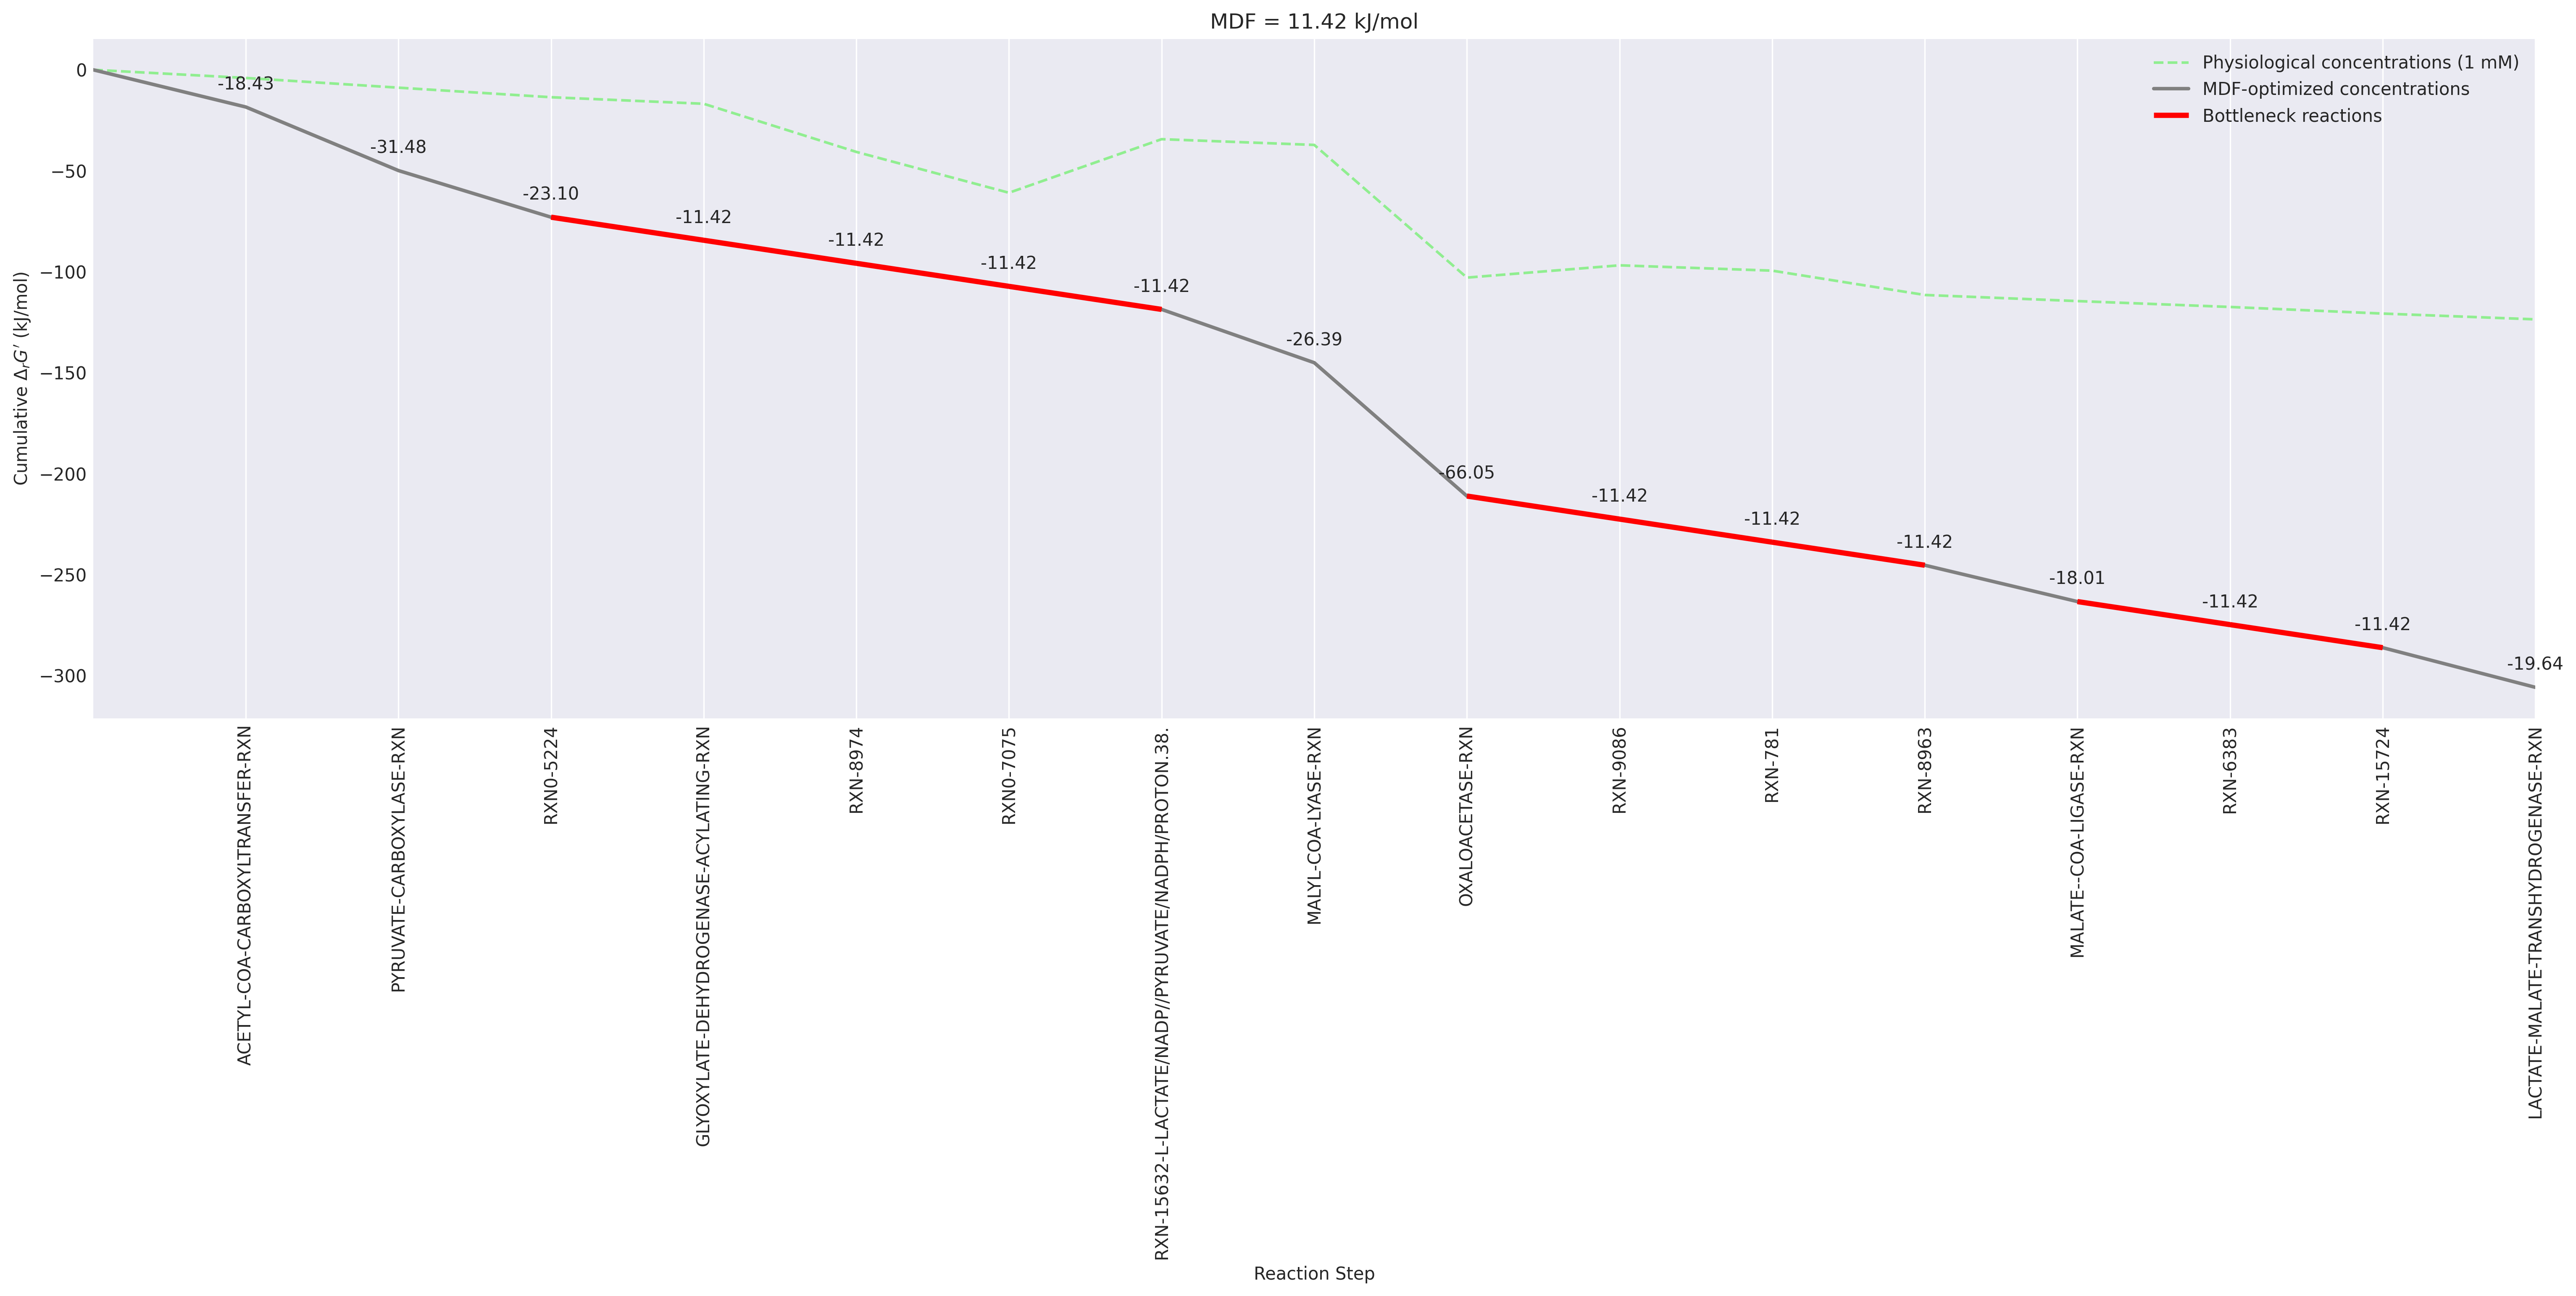 MDF = 11.42 kJ/mol
Physiological concentrations (1 mM)
MDF-optimized concentrations
Bottleneck reactions
Cumulative ΔrG′ (kJ/mol)
0
−50
−100
−150
−200
−250
−300
-18.43
-31.48
-23.10
-11.42
-11.42
-11.42
-11.42
-26.39
-66.05
-11.42
-11.42
-11.42
-18.01
-11.42
-11.42
-19.64
ACETYL-COA-CARBOXYLTRANSFER-RXN
PYRUVATE-CARBOXYLASE-RXN
RXN0-5224
GLYOXYLATE-DEHYDROGENASE-ACYLATING-RXN
RXN-8974
RXN0-7075
RXN-15632-L-LACTATE/NADP//PYRUVATE/NADPH/PROTON.38.
MALYL-COA-LYASE-RXN
OXALOACETASE-RXN
RXN-9086
RXN-781
RXN-8963
MALATE--COA-LIGASE-RXN
RXN-6383
RXN-15724
LACTATE-MALATE-TRANSHYDROGENASE-RXN
Reaction Step